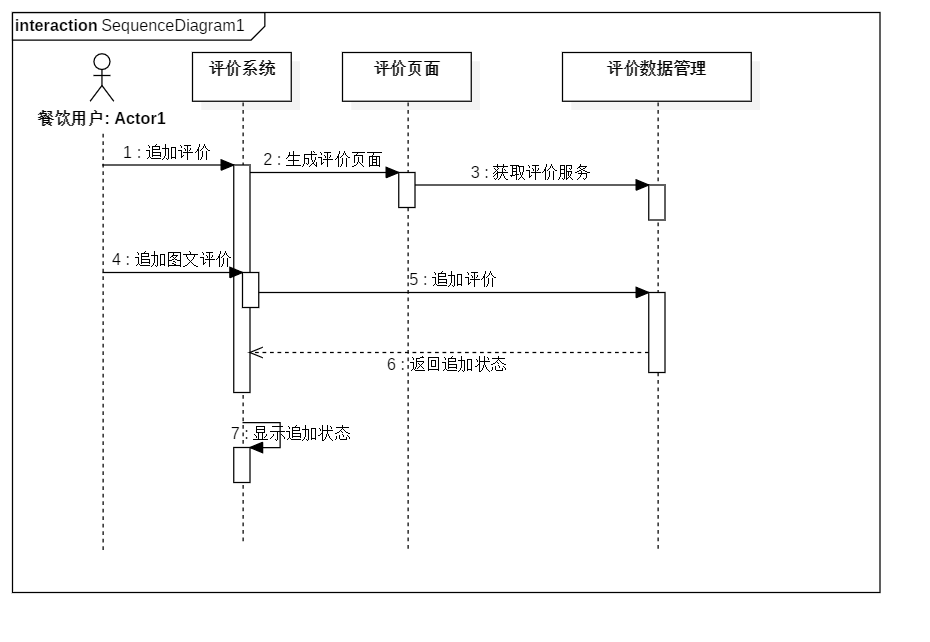 interaction SequenceDiagram1
评价系统
评价页面
评价数据管理
餐饮用户: Actor1
1 : 追加评价
2 : 生成评价页面
3 : 获取评价服务
4 : 追加图文评价
5 : 追加评价
6 : 返回追加状态
7 : 显示追加状态